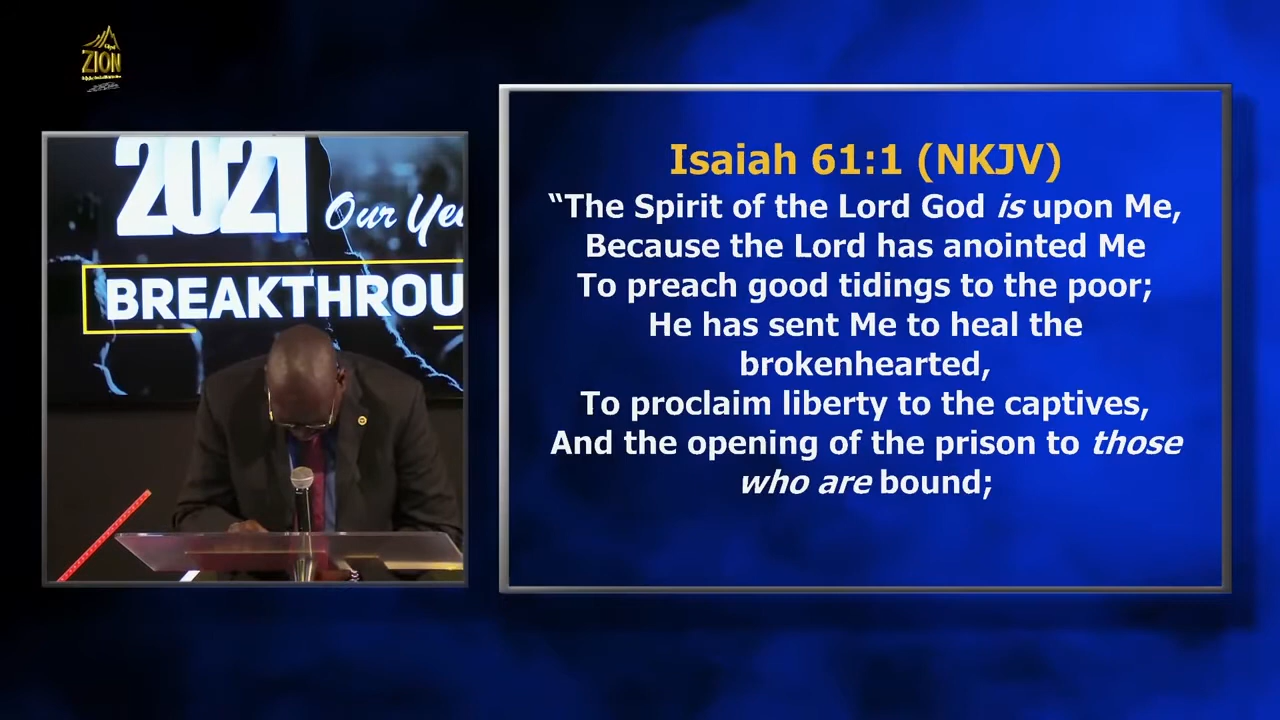 ZION
2021 Our Ye
BREAKTHROU
Isaiah 61:1 (NKJV)
“The Spirit of the Lord God is upon Me,
Because the Lord has anointed Me
To preach good tidings to the poor;
He has sent Me to heal the
brokenhearted,
To proclaim liberty to the captives,
And the opening of the prison to those
who are bound;